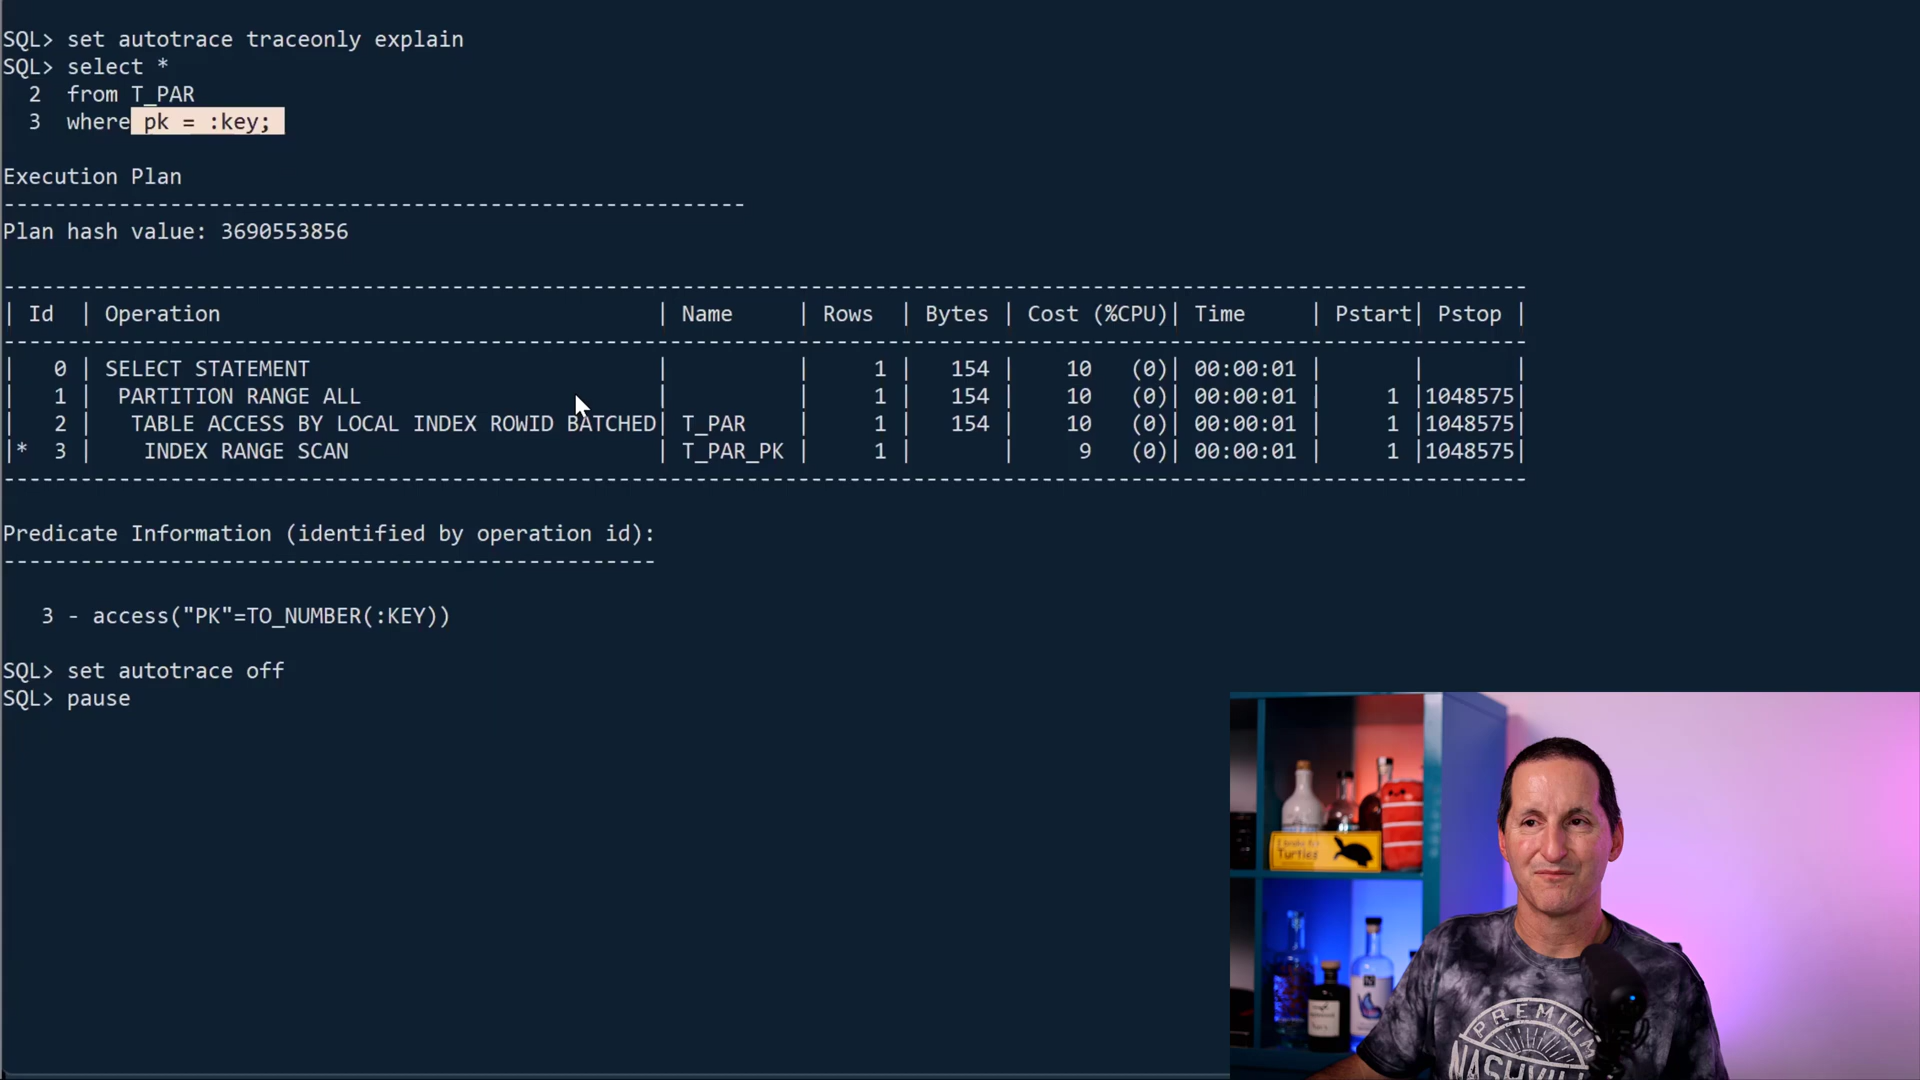 SQL> set autotrace traceonly explain
SQL> select *
  2  from T_PAR
  3  where pk = :key;
Execution Plan
----------------------------------------------------------
Plan hash value: 3690553856
-----------------------------------------------------------------------------------------------------------------------
| Id  | Operation                                  | Name     | Rows  | Bytes | Cost (%CPU)| Time     | Pstart| Pstop |
-----------------------------------------------------------------------------------------------------------------------
|   0 | SELECT STATEMENT                           |          |     1 |   154 |    10   (0)| 00:00:01 |       |       |
|   1 |  PARTITION RANGE ALL                       |          |     1 |   154 |    10   (0)| 00:00:01 |     1 |1048575|
|   2 |   TABLE ACCESS BY LOCAL INDEX ROWID BATCHED| T_PAR    |     1 |   154 |    10   (0)| 00:00:01 |     1 |1048575|
|*  3 |    INDEX RANGE SCAN                        | T_PAR_PK |     1 |       |     9   (0)| 00:00:01 |     1 |1048575|
-----------------------------------------------------------------------------------------------------------------------
Predicate Information (identified by operation id):
---------------------------------------------------
   3 - access("PK"=TO_NUMBER(:KEY))
SQL> set autotrace off
SQL> pause
Turtles
PREMIUM
NASHVILL